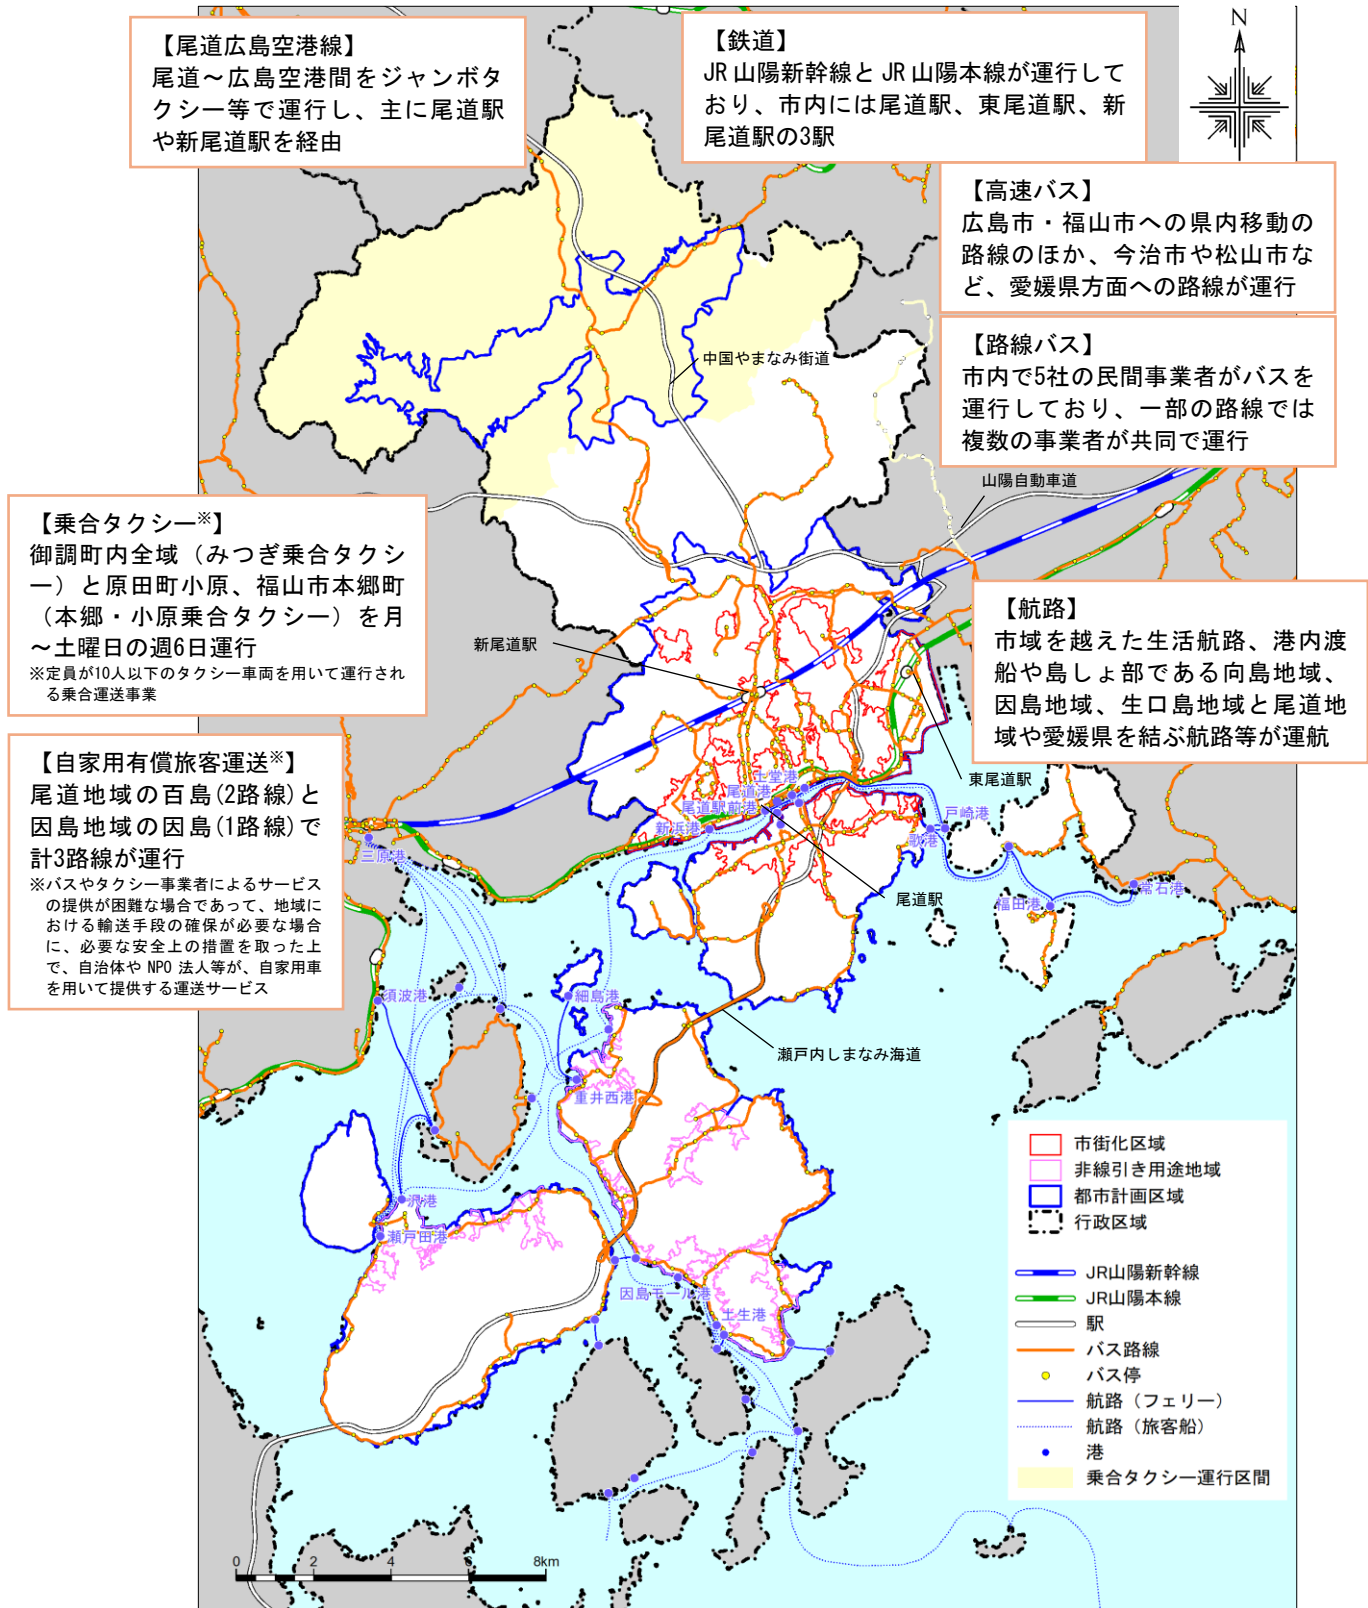 【尾道広島空港線】
尾道～広島空港間をジャンボタ
クシー等で運行し、主に尾道駅
や新尾道駅を経由
【鉄道】
JR山陽新幹線とJR山陽本線が運行して
おり、市内には尾道駅、東尾道駅、新
尾道駅の3駅
N
【高速バス】
広島市・福山市への県内移動の
路線のほか、今治市や松山市な
ど、愛媛県方面への路線が運行
【路線バス】
市内で5社の民間事業者がバスを
運行しており、一部の路線では
複数の事業者が共同で運行
中国やまなみ街道
山陽自動車道
【乗合タクシー※】
御調町内全域（みつぎ乗合タクシ
ー）と原田町小原、福山市本郷町
（本郷・小原乗合タクシー）を月
～土曜日の週6日運行
※定員が10人以下のタクシー車両を用いて運行され
る乗合運送事業
【航路】
市域を越えた生活航路、港内渡
船や島しょ部である向島地域、
因島地域、生口島地域と尾道地
域や愛媛県を結ぶ航路等が運航
新尾道駅
東尾道駅
【自家用有償旅客運送※】
尾道地域の百島(2路線)と
因島地域の因島(1路線)で
計3路線が運行
※バスやタクシー事業者によるサービス
の提供が困難な場合であって、地域に
おける輸送手段の確保が必要な場合
に、必要な安全上の措置を取った上
で、自治体や NPO 法人等が、自家用車
を用いて提供する運送サービス
土堂港
尾道港
尾道駅前港
新浜港
三原港
戸崎港
歌港
尾道駅
福田港
常石港
須波港
細島港
瀬戸内しまなみ海道
重井西港
沢港
瀬戸田港
因島モール港
土生港
市街化区域
非線引き用途地域
都市計画区域
行政区域
JR山陽新幹線
JR山陽本線
駅
バス路線
バス停
航路（フェリー）
航路（旅客船）
港
乗合タクシー運行区間
0 2 4 6 8km